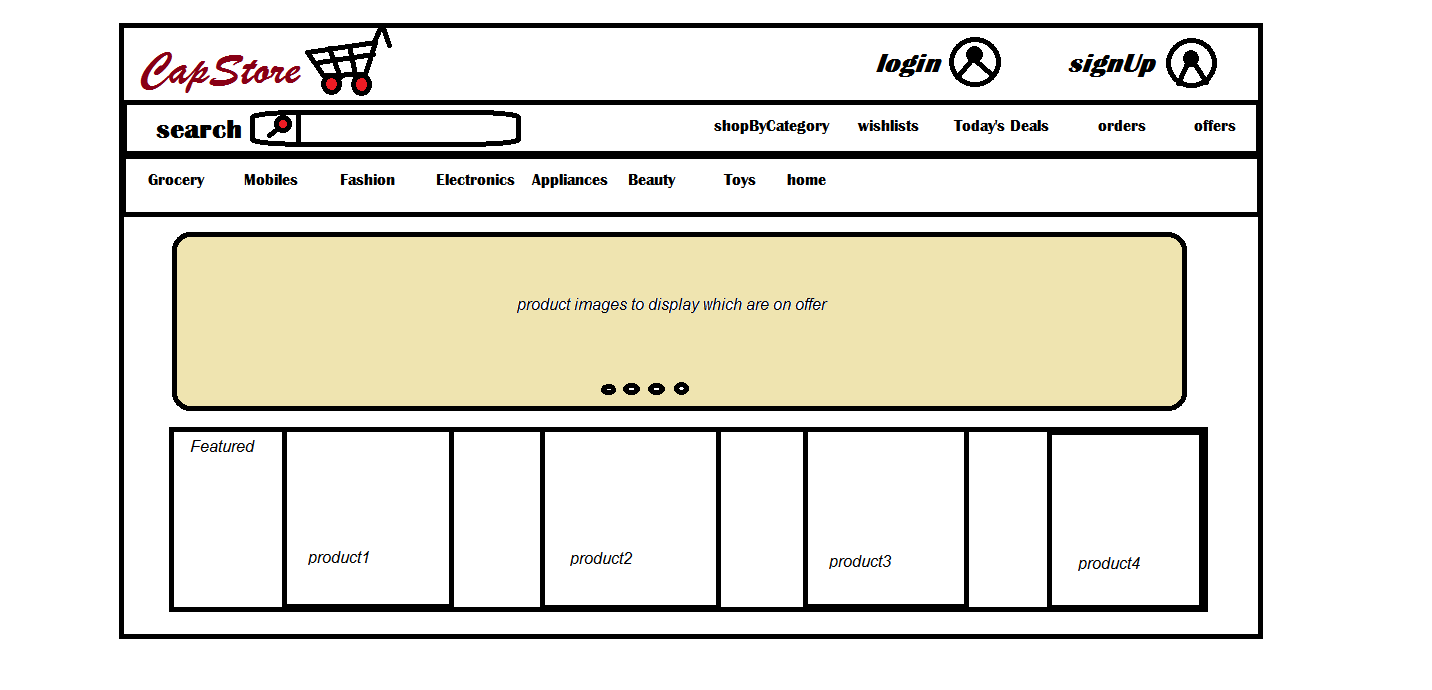 CapStore login signUp
search shopByCategory wishlists Today's Deals orders offers
Grocery Mobiles Fashion Electronics Appliances Beauty Toys home
product images to display which are on offer
Featured
product1 product2 product3 product4